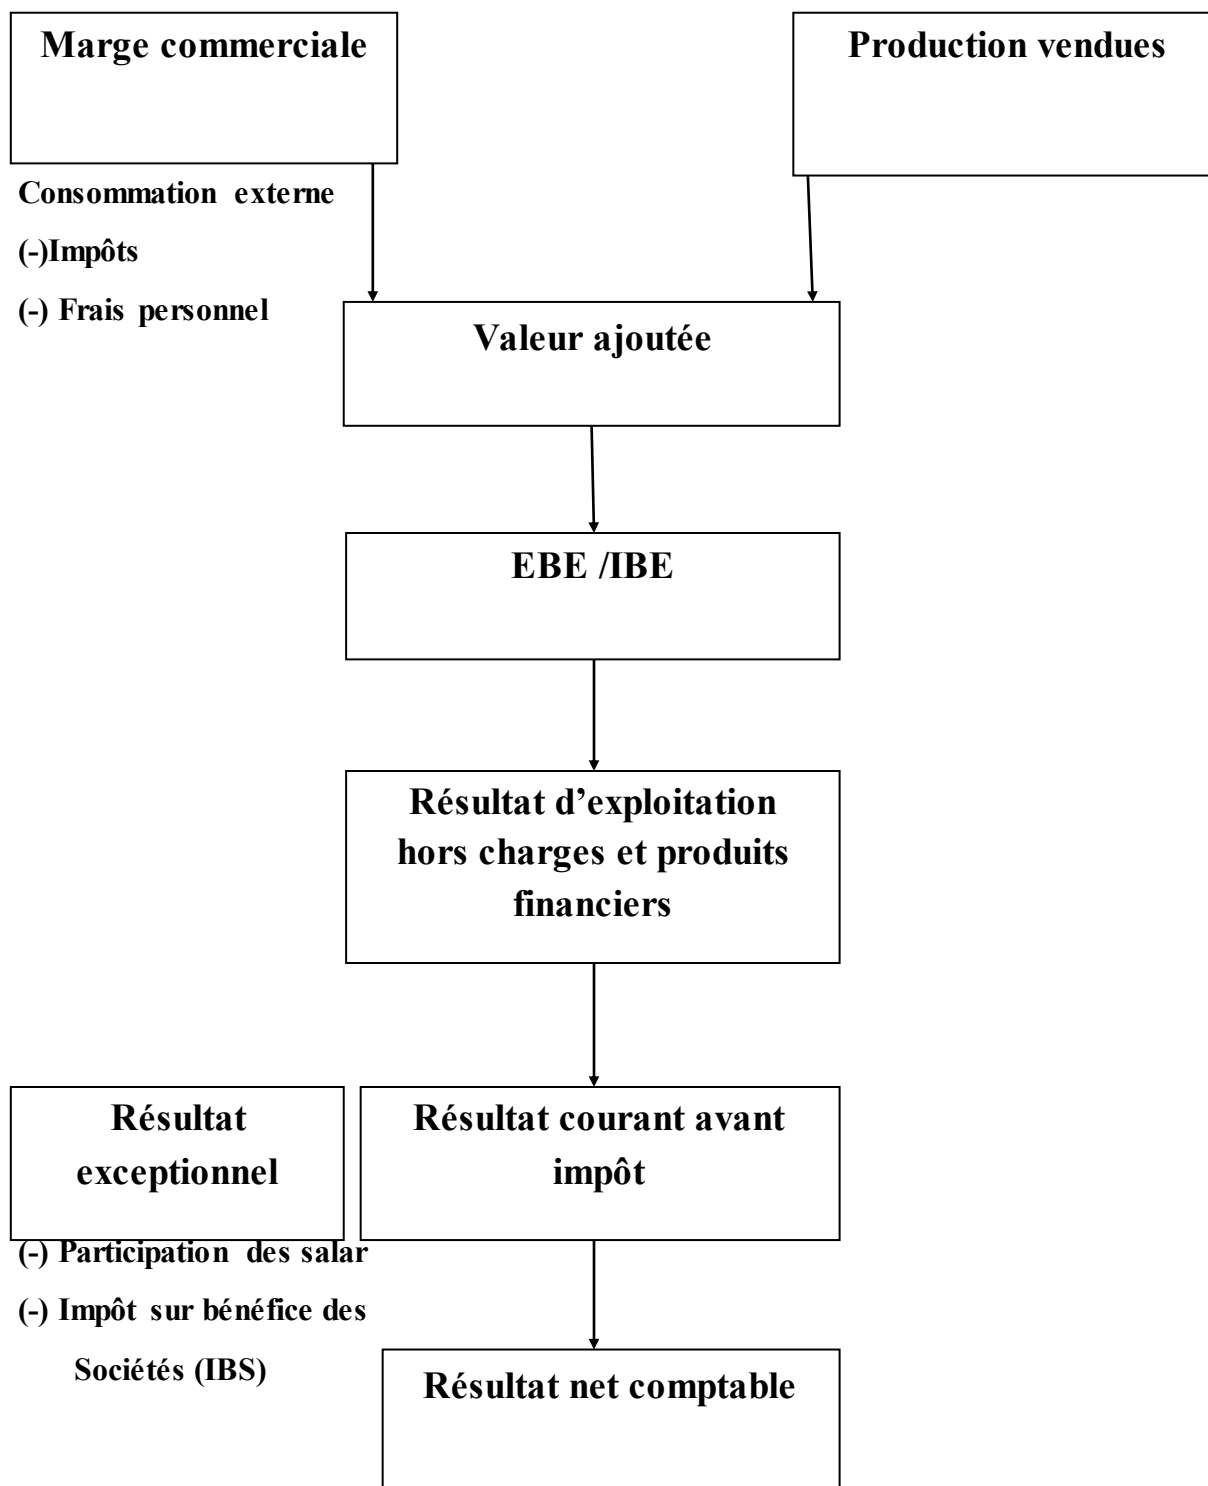 Marge commerciale
Production vendues
Consommation externe
(-)Impôts
(-) Frais personnel
Valeur ajoutée
EBE /IBE
Résultat d’exploitation
hors charges et produits
financiers
Résultat
exceptionnel
Résultat courant avant
impôt
(-) Participation des salar
(-) Impôt sur bénéfice des
Sociétés (IBS)
Résultat net comptable